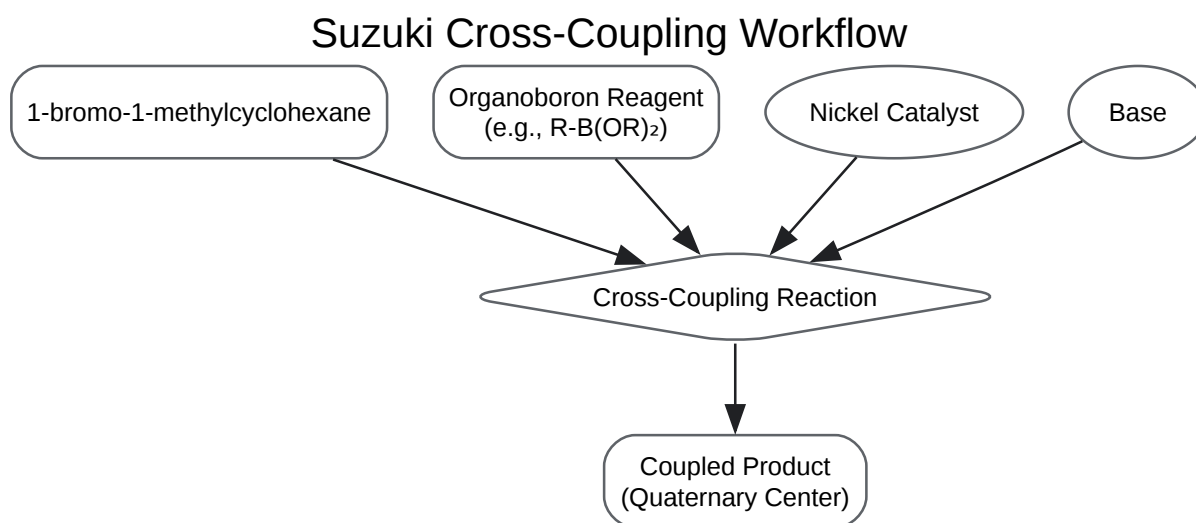 Suzuki Cross-Coupling Workflow
1-bromo-1-methylcyclohexane
Organoboron Reagent
(e.g., R-B(OR)₂)
Nickel Catalyst
Base
Cross-Coupling Reaction
Coupled Product
(Quaternary Center)